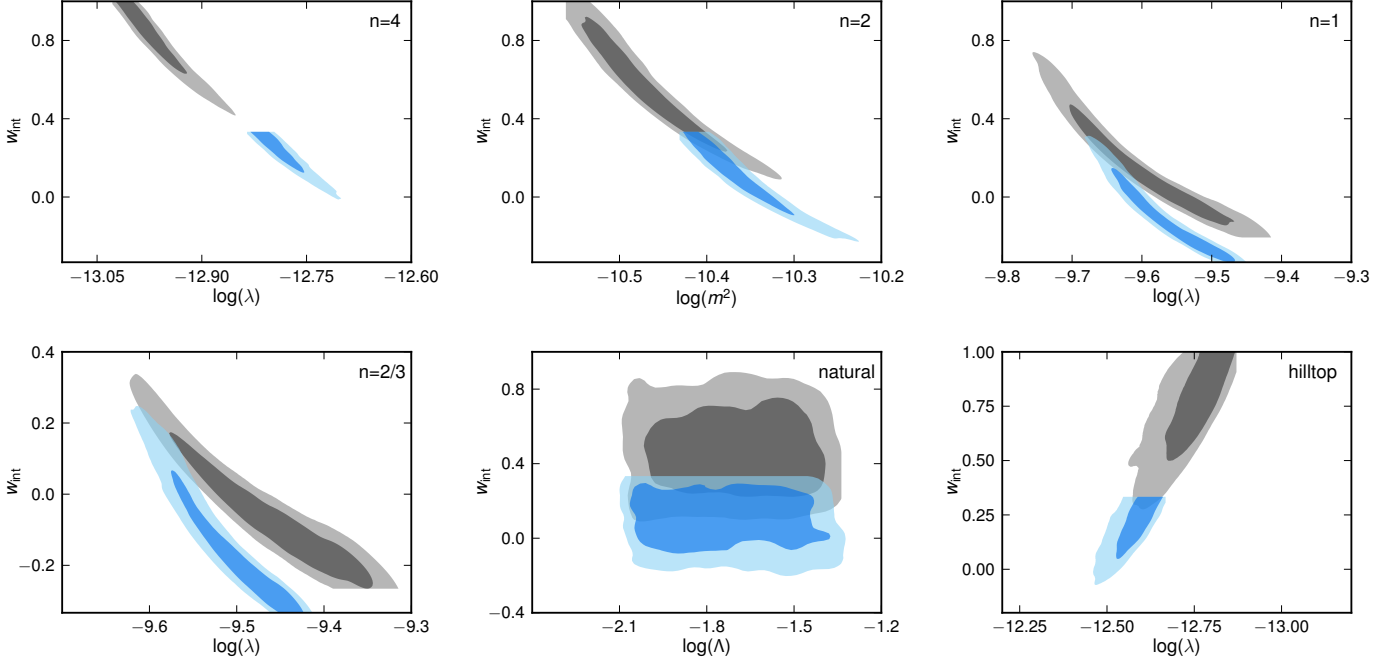 n=4
0.8
0.4
0.0
w_int
−13.05 −12.90 −12.75 −12.60
log(λ)
n=2
0.8
0.4
0.0
w_int
−10.5 −10.4 −10.3 −10.2
log(m²)
n=1
0.8
0.4
0.0
w_int
−9.8 −9.7 −9.6 −9.5 −9.4 −9.3
log(λ)
n=2/3
0.4
0.2
0.0
−0.2
w_int
−9.6 −9.5 −9.4 −9.3
log(λ)
natural
0.8
0.4
0.0
−0.4
w_int
−2.1 −1.8 −1.5 −1.2
log(Λ)
hilltop
1.00
0.75
0.50
0.25
0.00
w_int
−12.25 −12.50 −12.75 −13.00
log(λ)